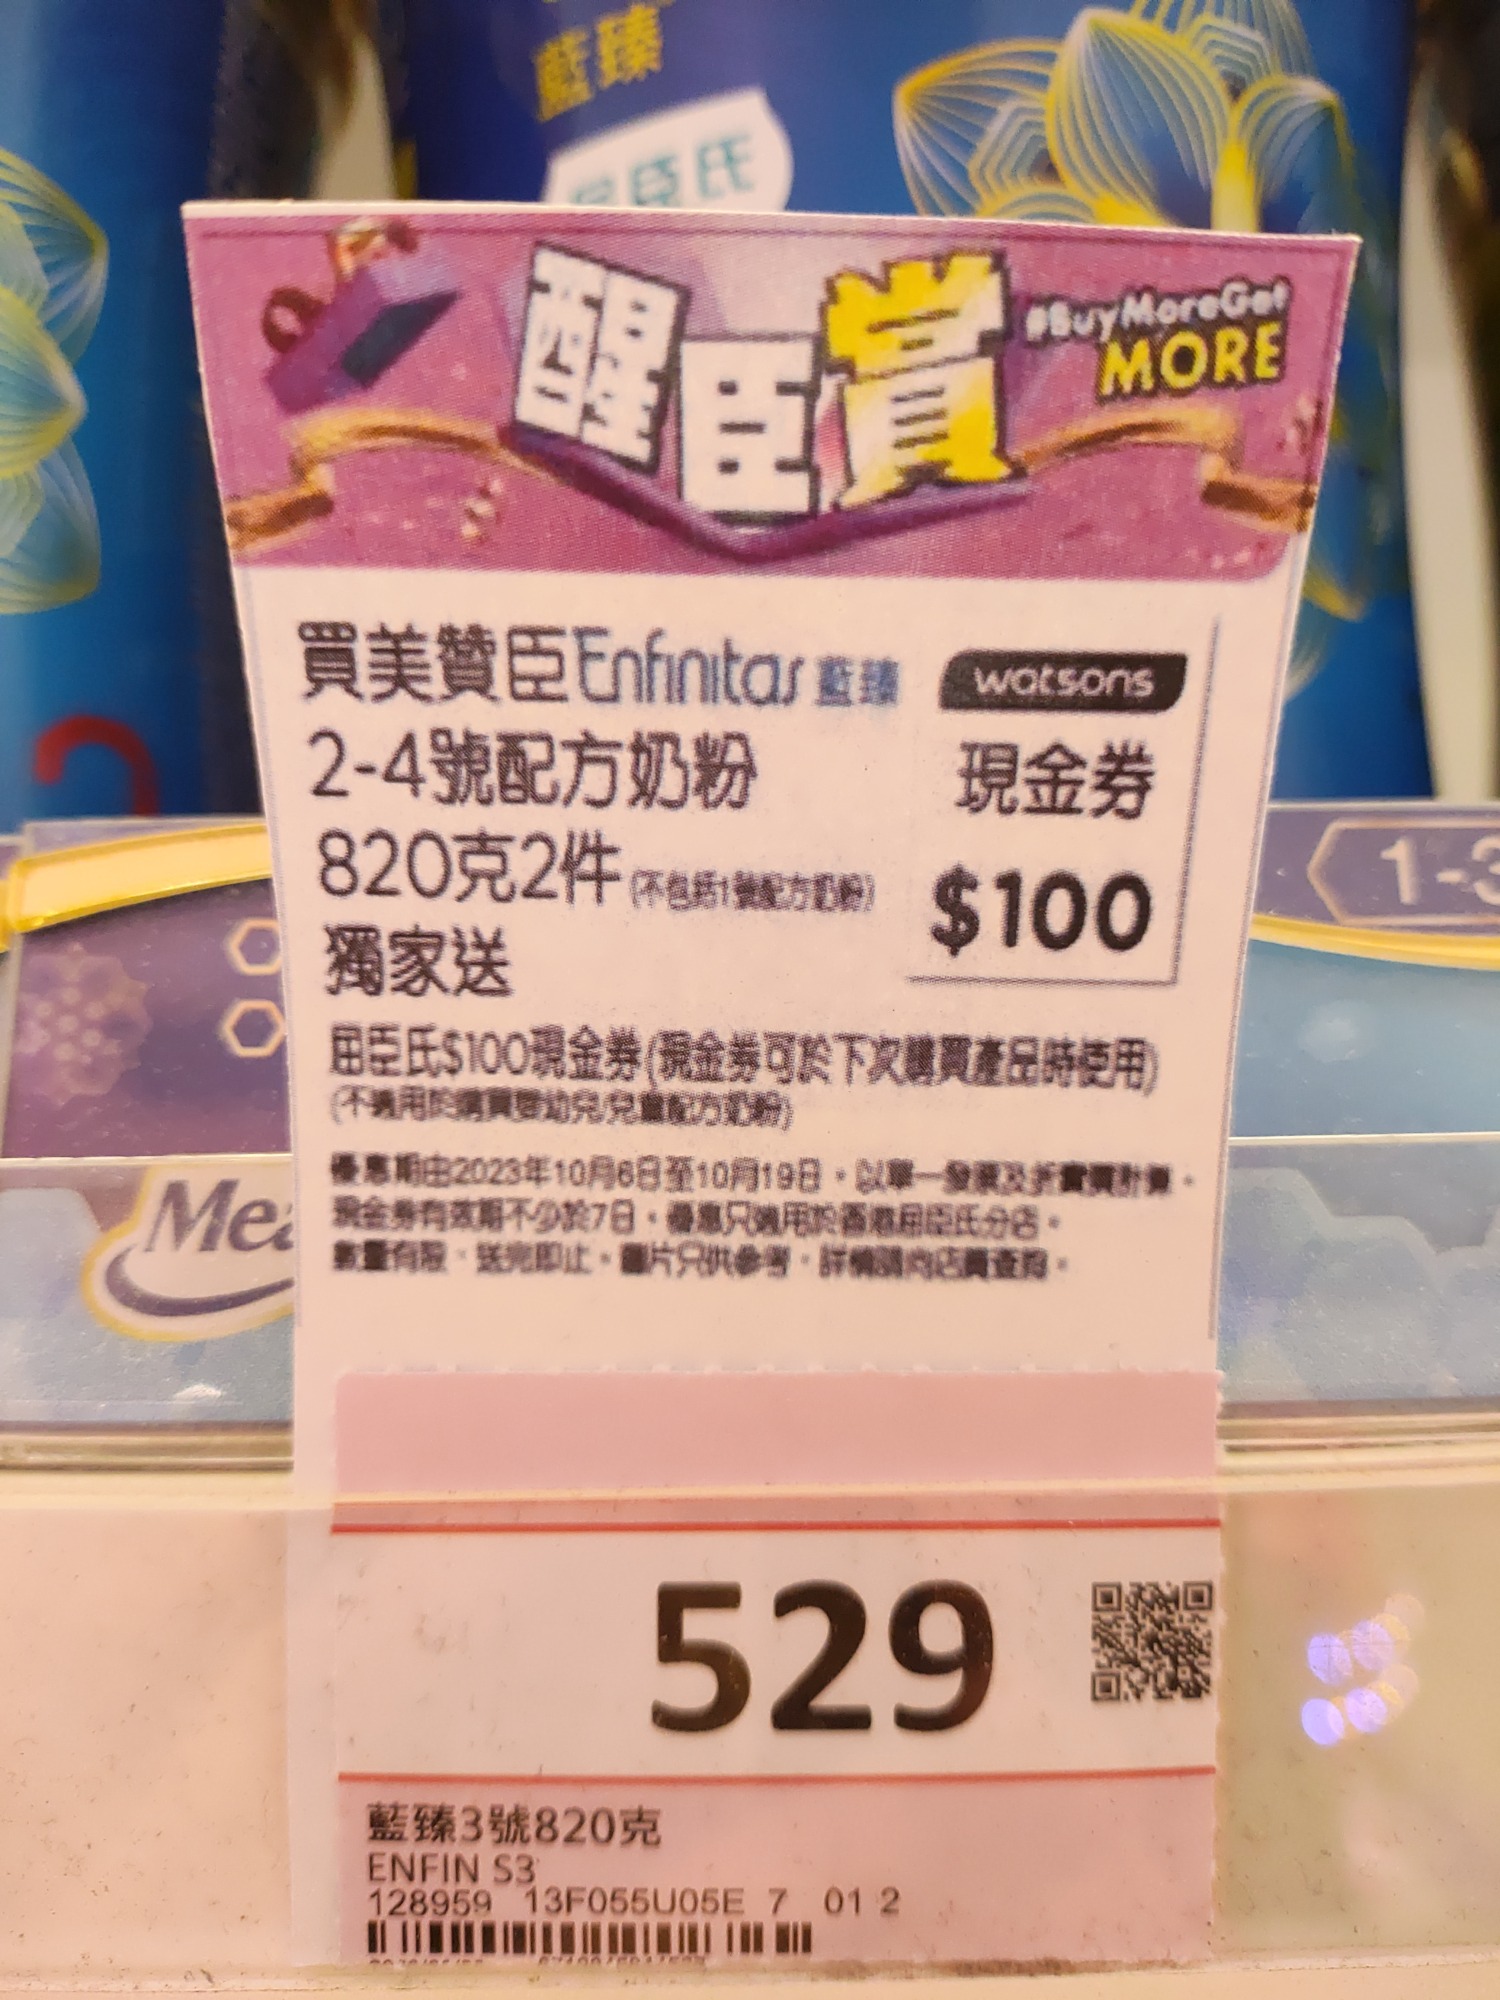 藍臻
屈臣氏
醒臣賞
#BuyMoreGet
MORE
買美贊臣Enfinitas 藍臻
2-4號配方奶粉
820克2件(不包括1號配方奶粉)
獨家送
watsons
現金券
$100
屈臣氏$100現金券(現金券可於下次購買產品時使用)
(不適用於購買嬰幼兒/兒童配方奶粉)
優惠期由2023年10月6日至10月19日，以單一發票及折實價計算。
現金券有效期不少於7日。優惠只適用於香港屈臣氏分店。
數量有限，送完即止。圖片只供參考，詳情請向店員查詢。
1-3
Mea
529
藍臻3號820克
ENFIN S3
128959 13F055U05E 7 01 2